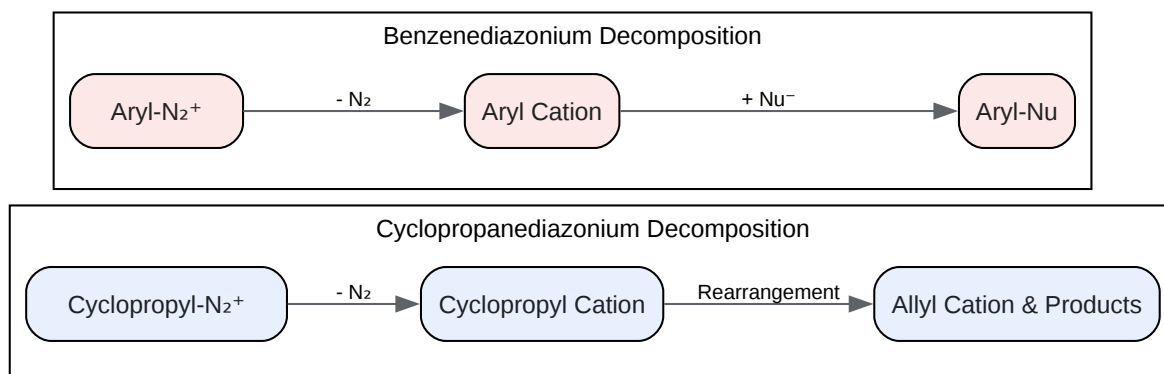 Benzenediazonium Decomposition
Aryl-N₂⁺
- N₂
Aryl Cation
+ Nu⁻
Aryl-Nu
Cyclopropanediazonium Decomposition
Cyclopropyl-N₂⁺
- N₂
Cyclopropyl Cation
Rearrangement
Allyl Cation & Products